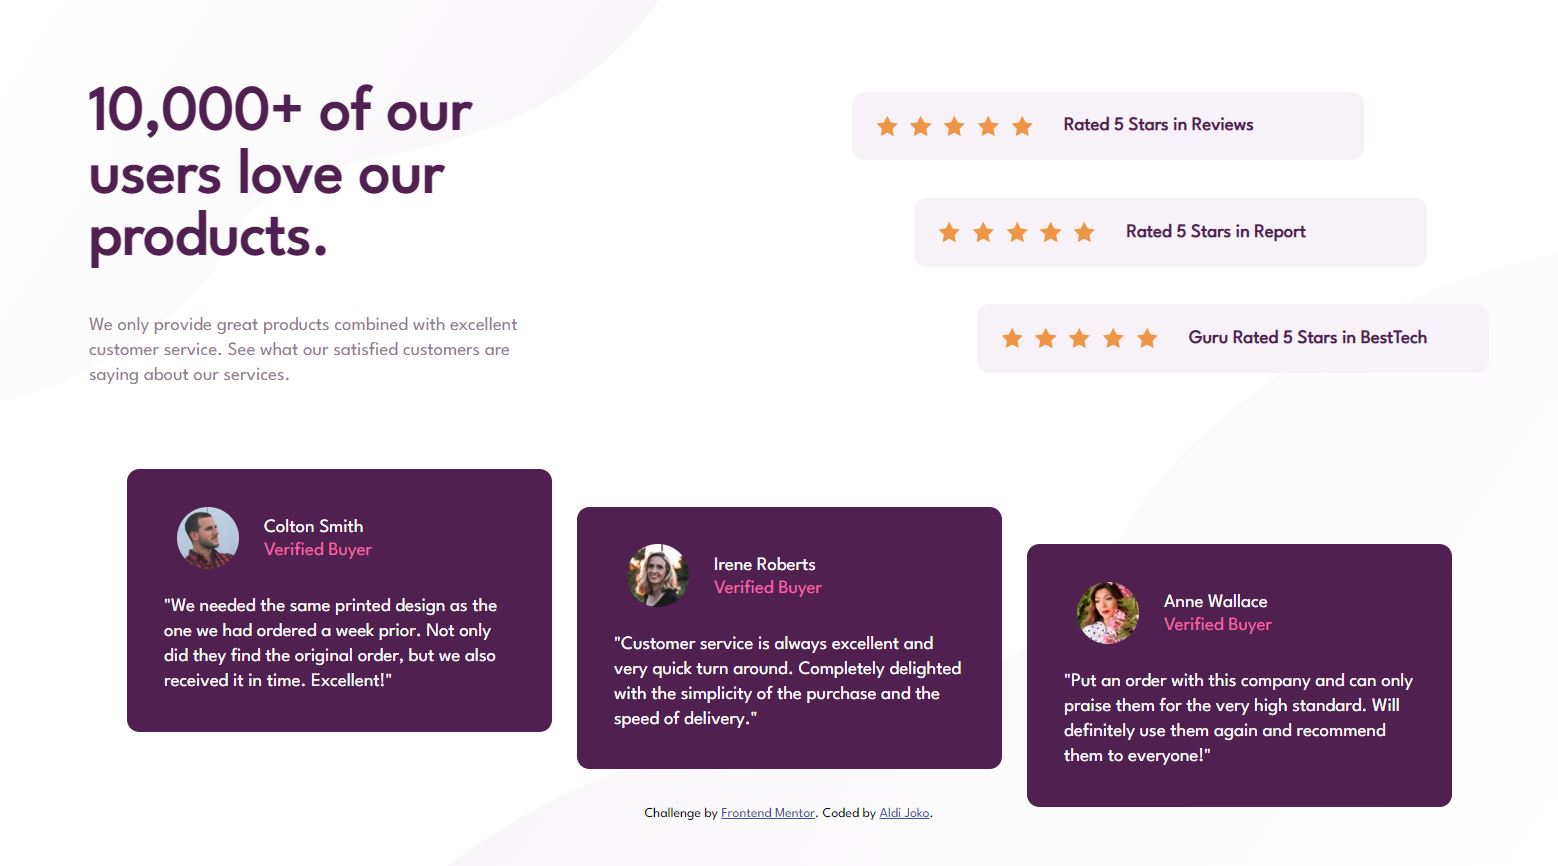 10,000+ of our
users love our
products.
We only provide great products combined with excellent
customer service. See what our satisfied customers are
saying about our services.
Rated 5 Stars in Reviews
Rated 5 Stars in Report
Guru Rated 5 Stars in BestTech
Colton Smith
Verified Buyer
"We needed the same printed design as the
one we had ordered a week prior. Not only
did they find the original order, but we also
received it in time. Excellent!"
Irene Roberts
Verified Buyer
"Customer service is always excellent and
very quick turn around. Completely delighted
with the simplicity of the purchase and the
speed of delivery."
Anne Wallace
Verified Buyer
"Put an order with this company and can only
praise them for the very high standard. Will
definitely use them again and recommend
them to everyone!"
Challenge by Frontend Mentor. Coded by Aldi Joko.